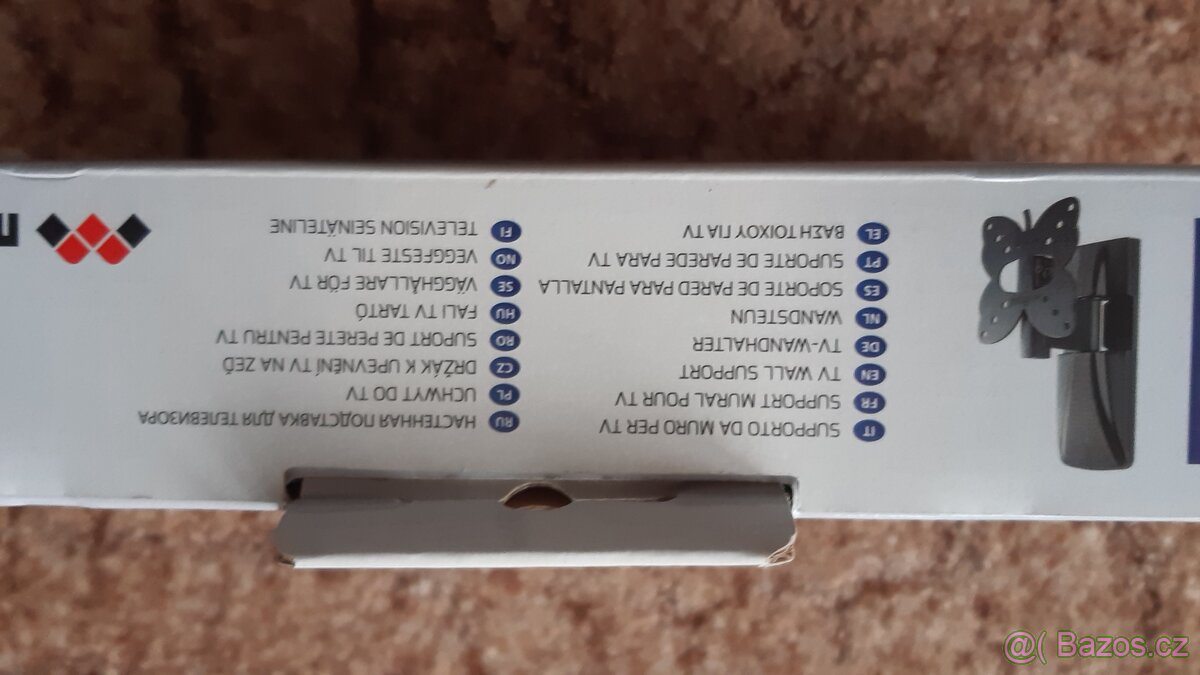 IT SUPPORTO DA MURO PER TV
FR SUPPORT MURAL POUR TV
EN TV WALL SUPPORT
DE TV-WANDHALTER
NL WANDSTEUN
ES SOPORTE DE PARED PARA PANTALLA
PT SUPORTE DE PAREDE PARA TV
EL ΒΑΣΗ ΤΟΙΧΟΥ ΓΙΑ TV
RU НАСТЕННАЯ ПОДСТАВКА ДЛЯ ТЕЛЕВИЗОРА
PL UCHWYT DO TV
CZ DRŽÁK K UPEVNĚNÍ TV NA ZEĎ
RO SUPORT DE PERETE PENTRU TV
HU FALI TV TARTÓ
SE VÄGGHÅLLARE FÖR TV
NO VEGGFESTE TIL TV
FI TELEVISION SEINÄTELINE
@( Bazos.cz